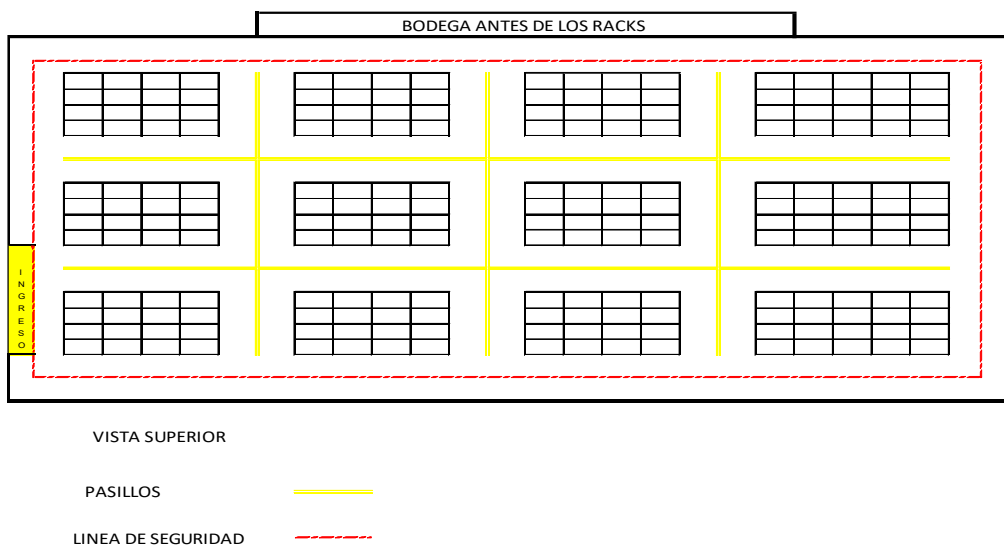 BODEGA ANTES DE LOS RACKS
INGRESO
VISTA SUPERIOR
PASILLOS
LINEA DE SEGURIDAD